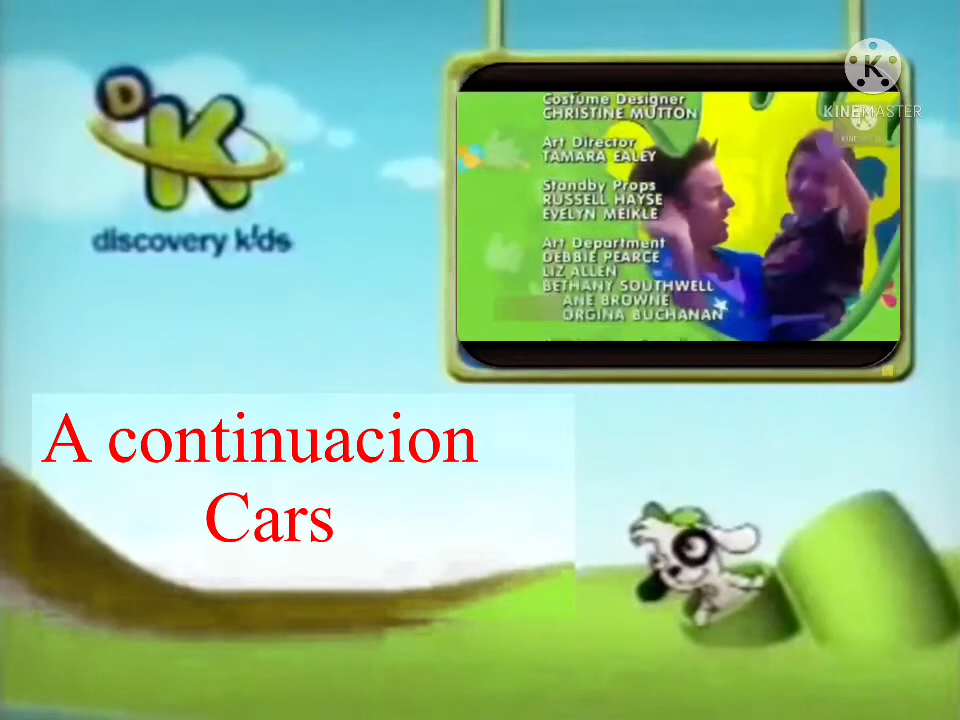 DK
discovery kids
KINEMASTER
Costume Designer
CHRISTINE MUTTON
Art Director
TAMARA EALEY
Standby Props
RUSSELL HAYSE
EVELYN MEIKLE
Art Department
DEBBIE PEARCE
LIZ ALLEN
BETHANY SOUTHWELL
ANE BROWNE
ORGINA BUCHANAN
A continuacion
Cars